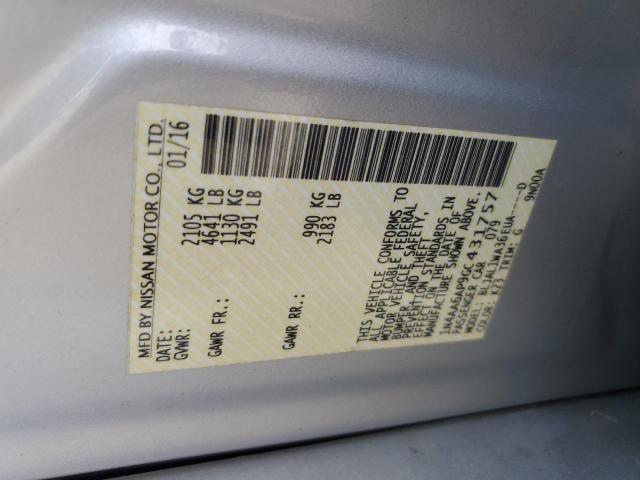 MFD BY NISSAN MOTOR CO., LTD.
DATE: 01/16
GVWR: 2105 KG
4641 LB
GAWR FR.: 1130 KG
2491 LB
GAWR RR.: 990 KG
2183 LB
THIS VEHICLE CONFORMS TO
ALL APPLICABLE FEDERAL
MOTOR VEHICLE SAFETY,
BUMPER, AND THEFT
PREVENTION STANDARDS IN
EFFECT ON THE DATE OF
MANUFACTURE SHOWN ABOVE.
1N4AA6AP9GC431757
PASSENGER CAR 1079
MODEL: BLJALLWA36EUA----D
COLOR: K23 TRIM: G 9N00A